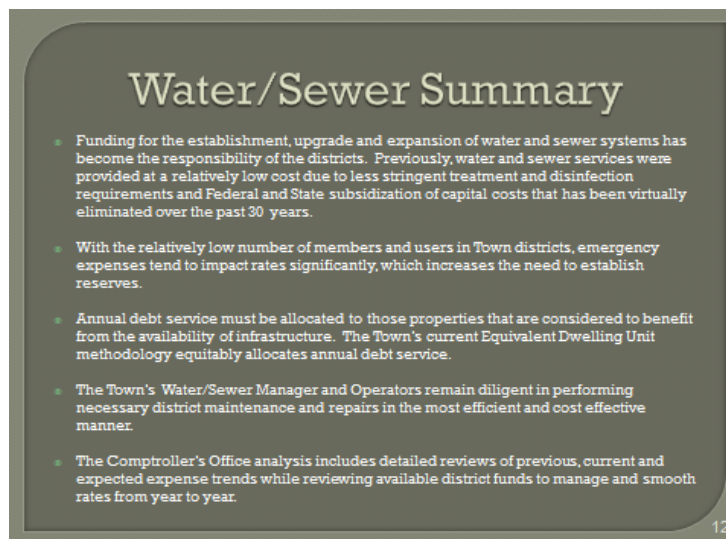 Water/Sewer Summary
Funding for the establishment, upgrade and expansion of water and sewer systems has
become the responsibility of the districts. Previously, water and sewer services were
provided at a relatively low cost due to less stringent treatment and disinfection
requirements and Federal and State subsidization of capital costs that has been virtually
eliminated over the past 30 years.
With the relatively low number of members and users in Town districts, emergency
expenses tend to impact rates significantly, which increases the need to establish
reserves.
Annual debt service must be allocated to those properties that are considered to benefit
from the availability of infrastructure. The Town's current Equivalent Dwelling Unit
methodology equitably allocates annual debt service.
The Town's Water/Sewer Manager and Operators remain diligent in performing
necessary district maintenance and repairs in the most efficient and cost effective
manner.
The Comptroller's Office analysis includes detailed reviews of previous, current and
expected expense trends while reviewing available district funds to manage and smooth
rates from year to year.
12